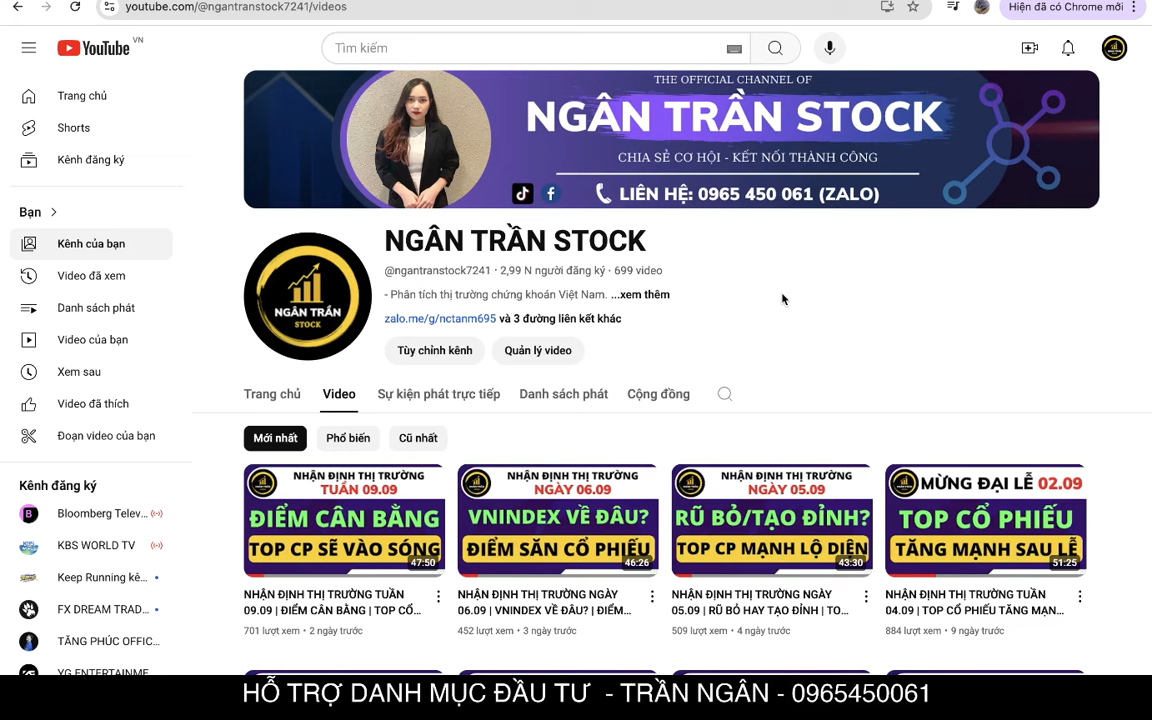 youtube.com/@ngantranstock7241/videos
Hiện đã có Chrome mới
YouTube VN
Tìm kiếm
Trang chủ
Shorts
Kênh đăng ký
Bạn
Kênh của bạn
Video đã xem
Danh sách phát
Video của bạn
Xem sau
Video đã thích
Đoạn video của bạn
Kênh đăng ký
Bloomberg Telev...
KBS WORLD TV
Keep Running kê...
FX DREAM TRAD...
TĂNG PHÚC OFFIC...
YG ENTERTAINME
THE OFFICIAL CHANNEL OF
NGÂN TRẦN STOCK
CHIA SẺ CƠ HỘI - KẾT NỐI THÀNH CÔNG
LIÊN HỆ: 0965 450 061 (ZALO)
NGÂN TRẦN
STOCK
NGÂN TRẦN STOCK
@ngantranstock7241 · 2,99 N người đăng ký · 699 video
- Phân tích thị trường chứng khoán Việt Nam. ...xem thêm
zalo.me/g/nctanm695 và 3 đường liên kết khác
Tùy chỉnh kênh
Quản lý video
Trang chủ
Video
Sự kiện phát trực tiếp
Danh sách phát
Cộng đồng
Mới nhất
Phổ biến
Cũ nhất
NHẬN ĐỊNH THỊ TRƯỜNG
TUẦN 09.09
ĐIỂM CÂN BẰNG
TOP CP SẼ VÀO SÓNG
47:50
NHẬN ĐỊNH THỊ TRƯỜNG TUẦN
09.09 | ĐIỂM CÂN BẰNG | TOP CỔ...
701 lượt xem · 2 ngày trước
NHẬN ĐỊNH THỊ TRƯỜNG
NGÀY 06.09
VNINDEX VỀ ĐÂU?
ĐIỂM SĂN CỔ PHIẾU
46:26
NHẬN ĐỊNH THỊ TRƯỜNG NGÀY
06.09 | VNINDEX VỀ ĐÂU? | ĐIỂM...
452 lượt xem · 3 ngày trước
NHẬN ĐỊNH THỊ TRƯỜNG
NGÀY 05.09
RŨ BỎ/TẠO ĐỈNH?
TOP CP MẠNH LỘ DIỆN
43:30
NHẬN ĐỊNH THỊ TRƯỜNG NGÀY
05.09 | RŨ BỎ HAY TẠO ĐỈNH | TO...
509 lượt xem · 4 ngày trước
MỪNG ĐẠI LỄ 02.09
TOP CỔ PHIẾU
TĂNG MẠNH SAU LỄ
51:25
NHẬN ĐỊNH THỊ TRƯỜNG TUẦN
04.09 | TOP CỔ PHIẾU TĂNG MẠN...
884 lượt xem · 9 ngày trước
HỖ TRỢ DANH MỤC ĐẦU TƯ - TRẦN NGÂN - 0965450061